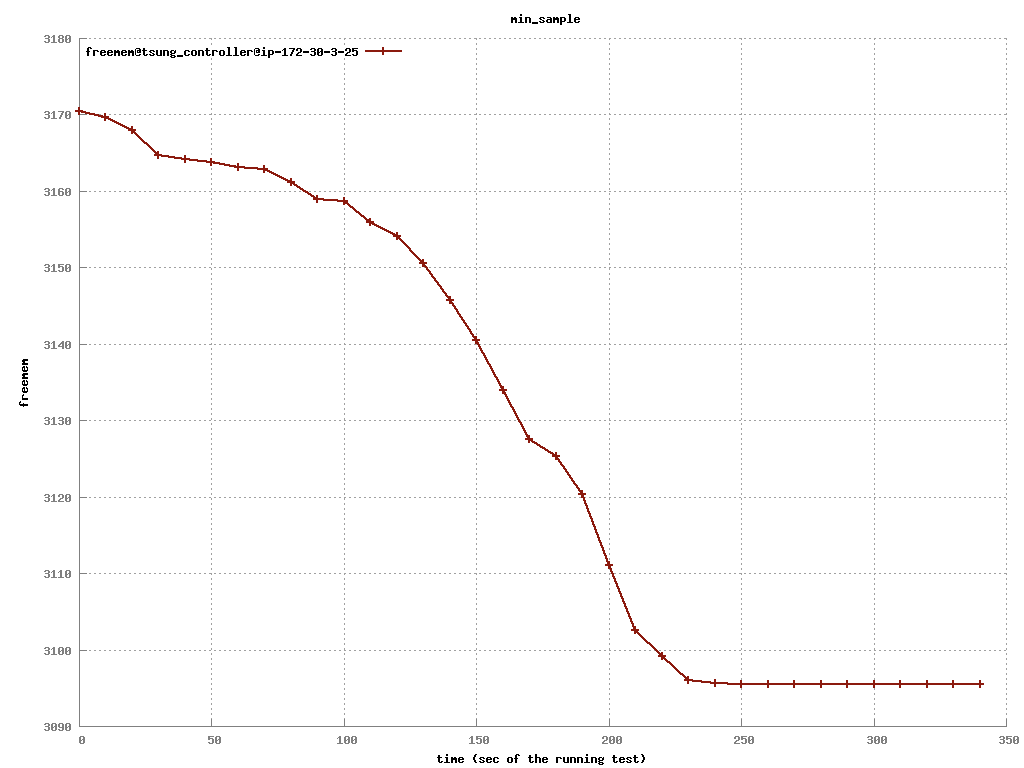 min_sample
freemem@tsung_controller@ip-172-30-3-25
3180
3170
3160
3150
3140
3130
3120
3110
3100
3090
freemem
0 50 100 150 200 250 300 350
time (sec of the running test)